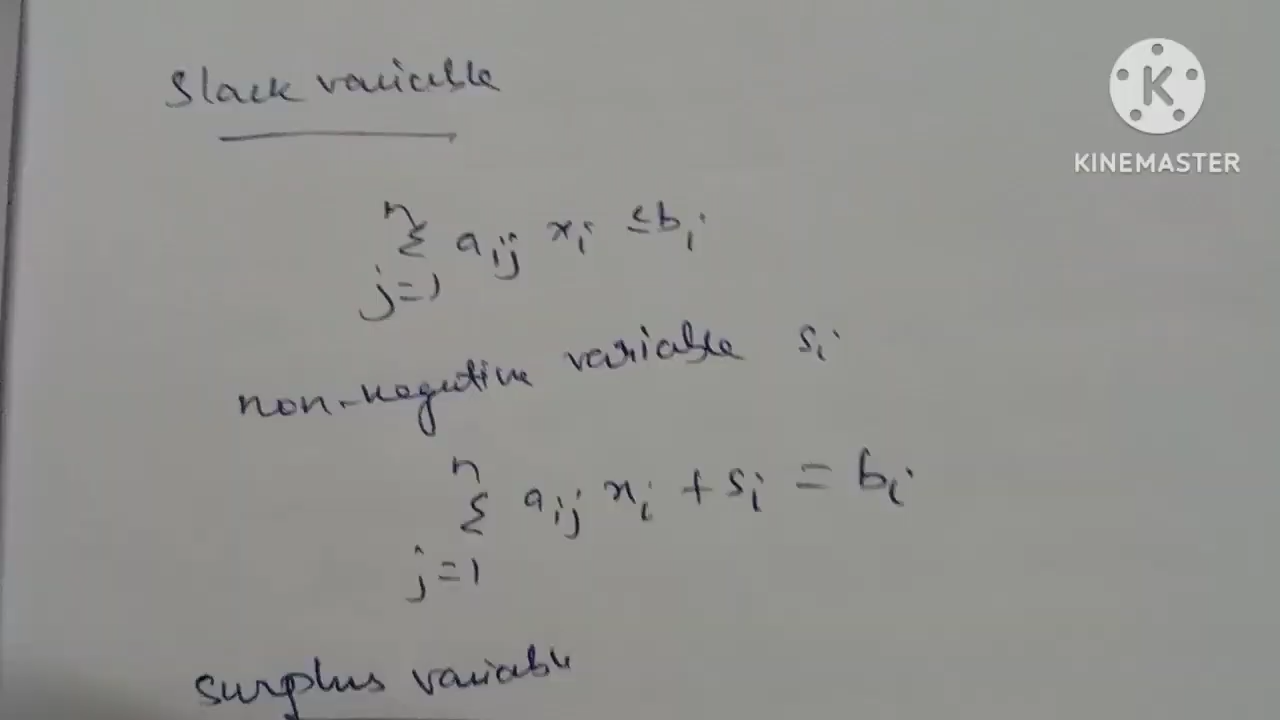 Slack variable
K
KINEMASTER
n
Σ aij xi ≤ bi
j=1
non-negative variable si
n
Σ aij xi + si = bi
j=1
surplus variable